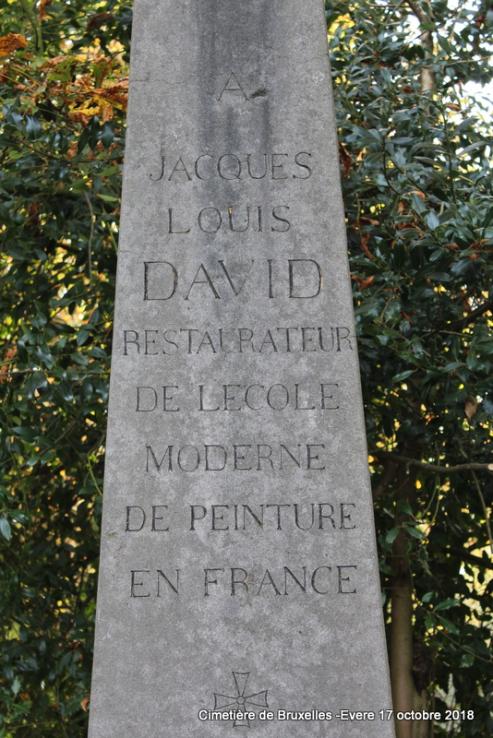 A
JACQUES
LOUIS
DAVID
RESTAURATEUR
DE LECOLE
MODERNE
DE PEINTURE
EN FRANCE
Cimetière de Bruxelles -Evere 17 octobre 2018